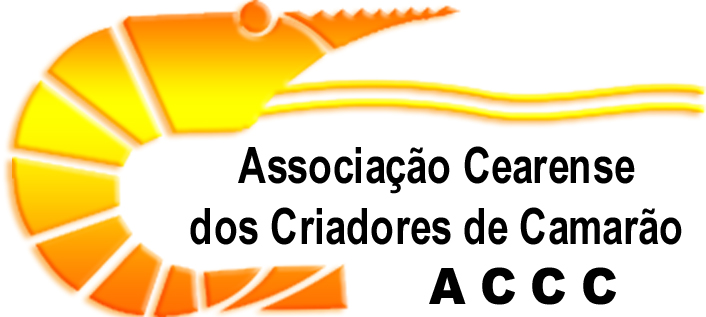 Associação Cearense
dos Criadores de Camarão
A C C C